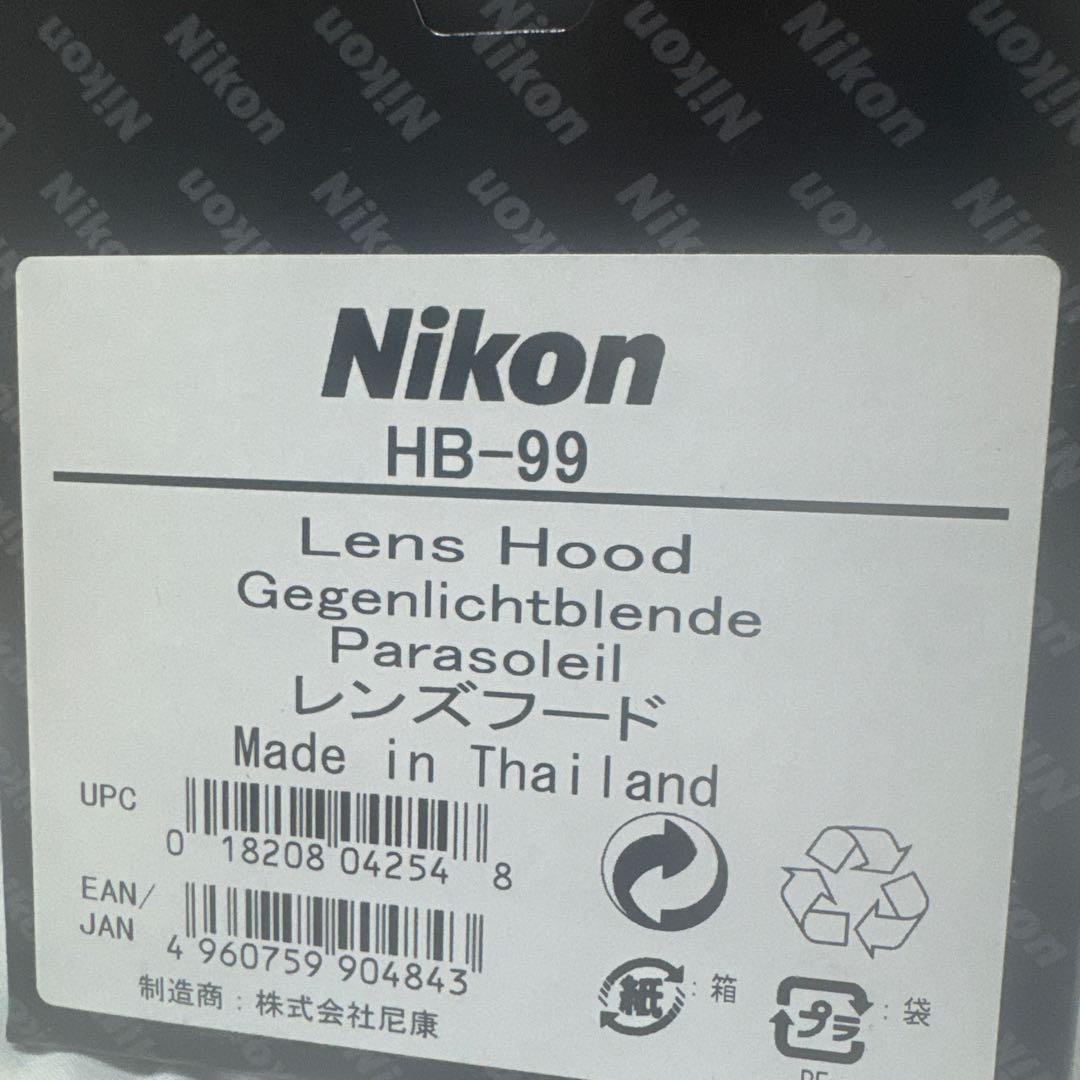 Nikon
HB-99
Lens Hood
Gegenlichtblende
Parasoleil
レンズフード
Made in Thailand
UPC
0 18208 04254 8
EAN/
JAN
4 960759 904843
制造商:株式会社尼康
紙:箱
プラ:袋